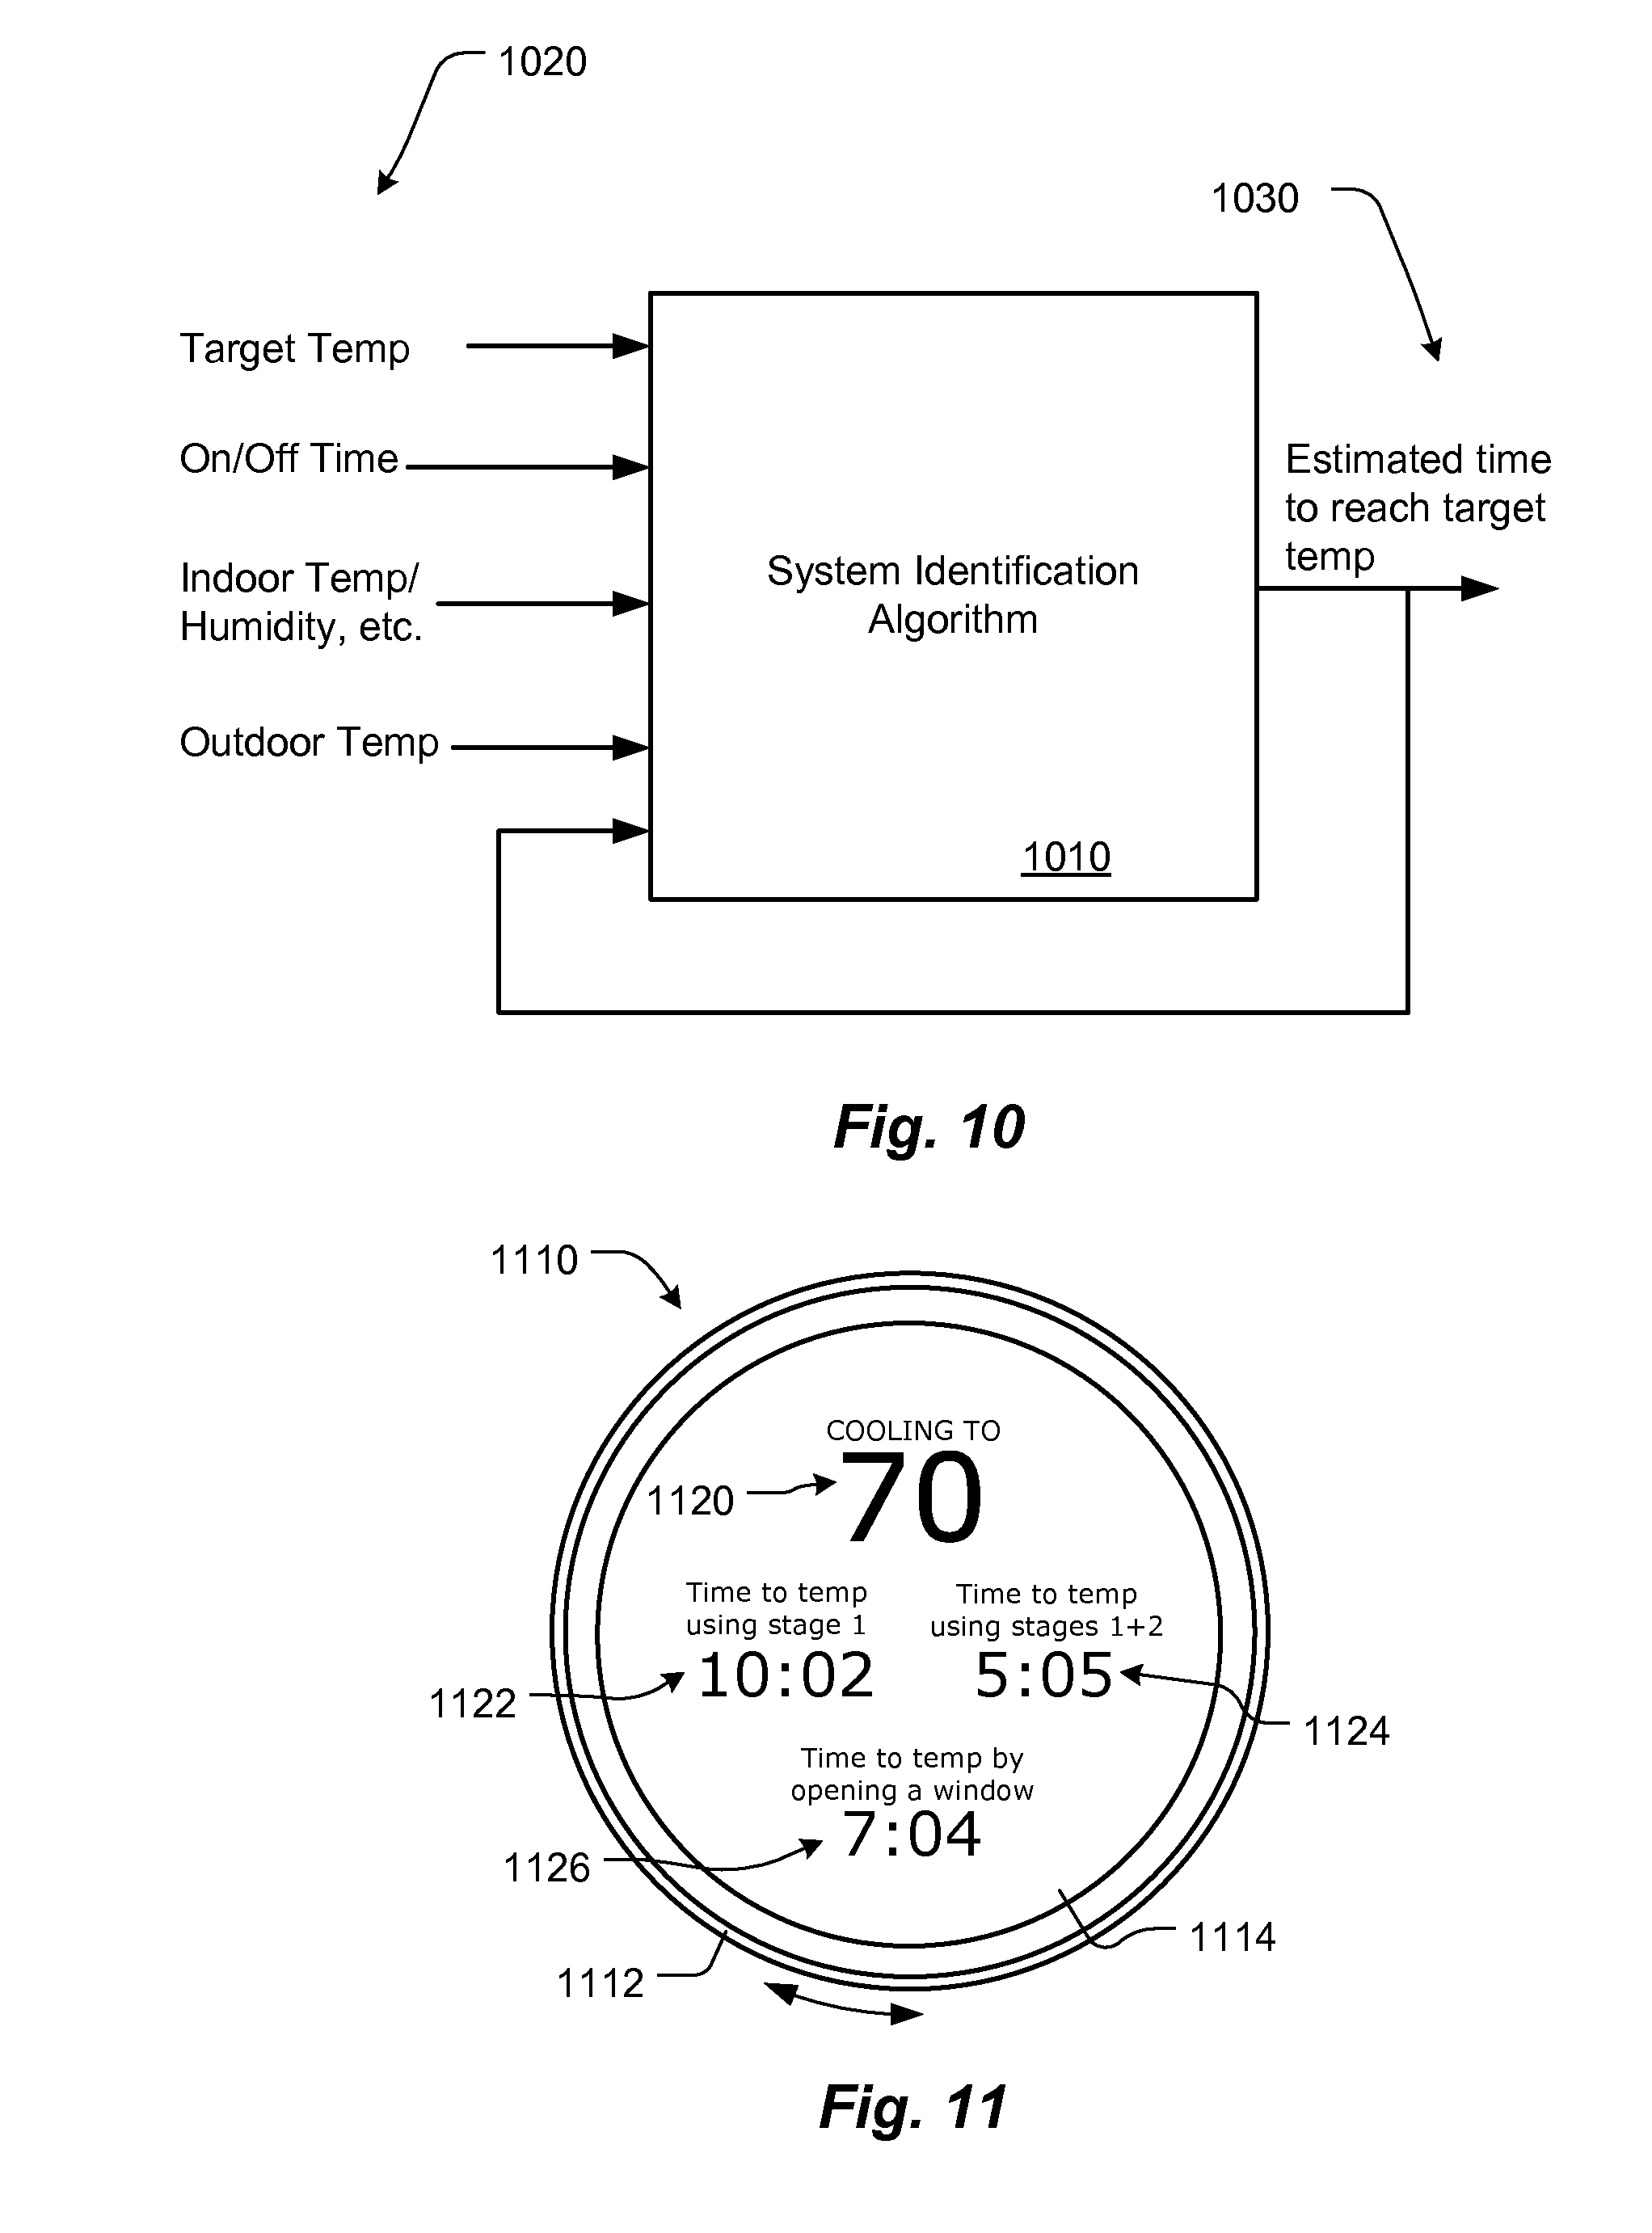 1020
1030
Target Temp
On/Off Time
Indoor Temp/
Humidity, etc.
Outdoor Temp
System Identification
Algorithm
1010
Estimated time
to reach target
temp
Fig. 10
1110
COOLING TO
70
1120
Time to temp
using stage 1
10:02
1122
Time to temp
using stages 1+2
5:05
1124
Time to temp by
opening a window
7:04
1126
1114
1112
Fig. 11